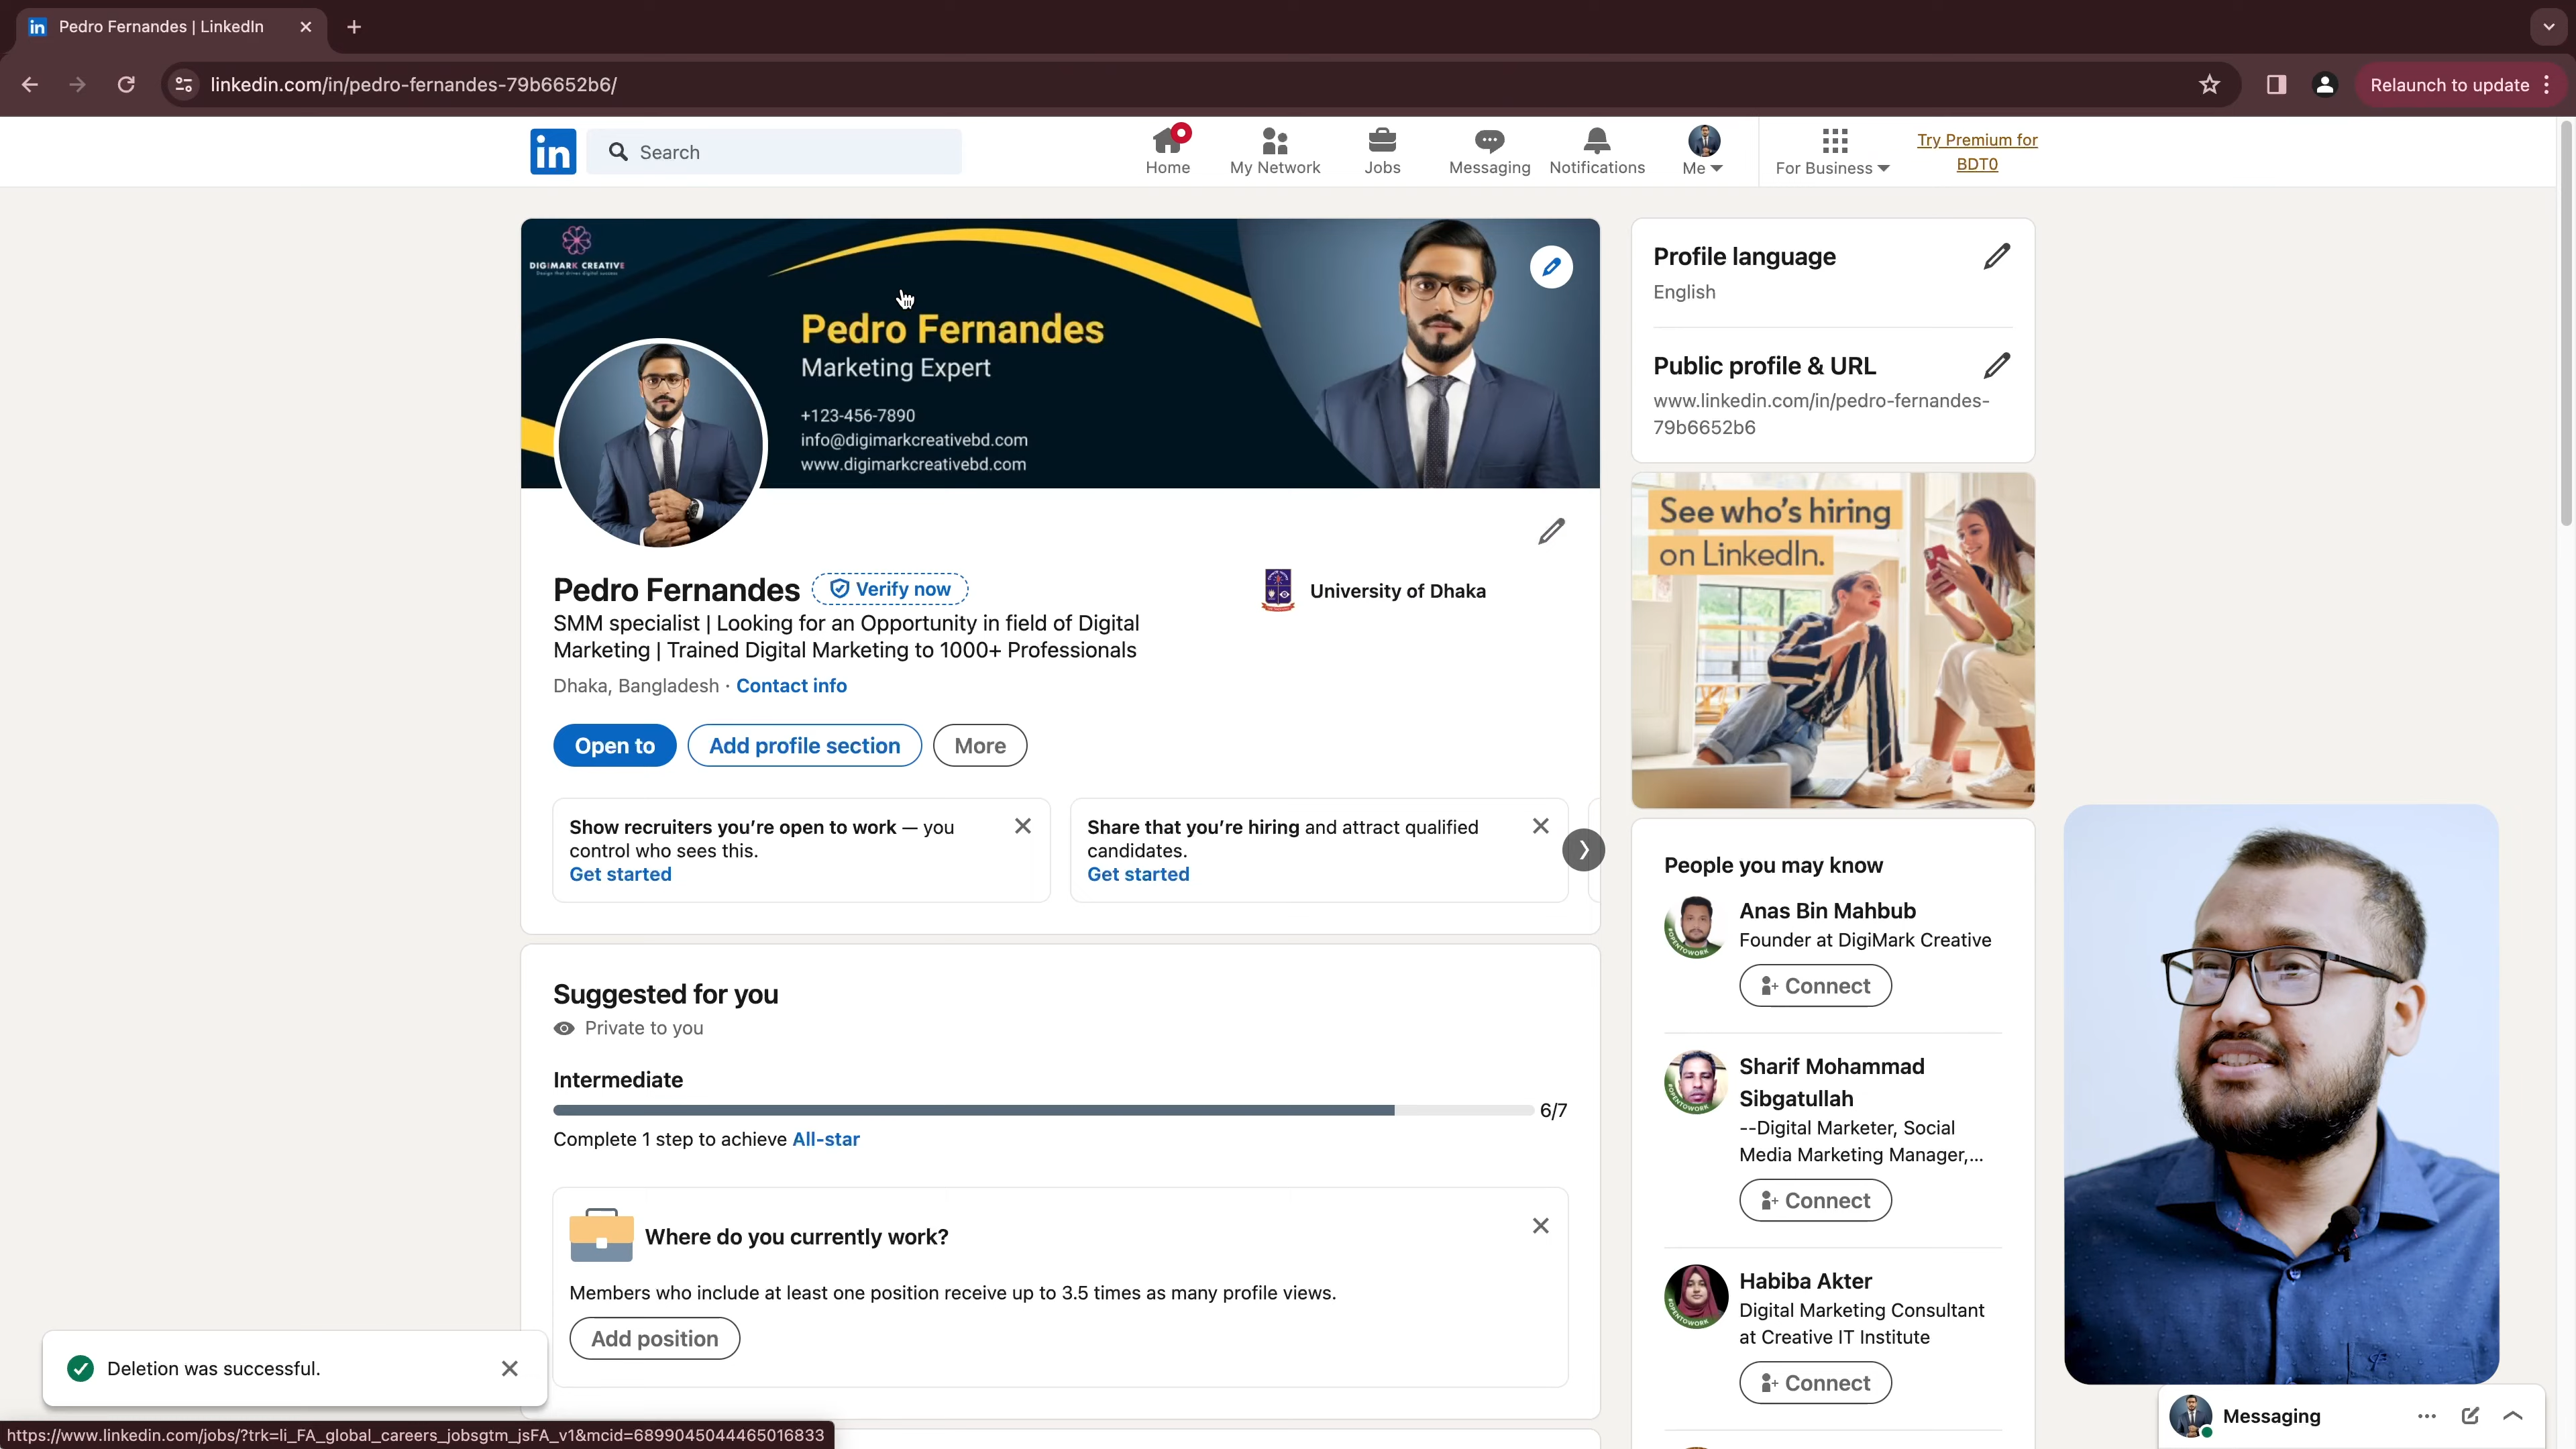 Pedro Fernandes | LinkedIn
linkedin.com/in/pedro-fernandes-79b6652b6/
Relaunch to update
in
Search
Home
My Network
Jobs
Messaging
Notifications
Me
For Business
Try Premium for
BDT0
DIGIMARK CREATIVE
Design that drives digital success
Pedro Fernandes
Marketing Expert
+123-456-7890
info@digimarkcreativebd.com
www.digimarkcreativebd.com
Pedro Fernandes
Verify now
SMM specialist | Looking for an Opportunity in field of Digital
Marketing | Trained Digital Marketing to 1000+ Professionals
Dhaka, Bangladesh · Contact info
University of Dhaka
Open to
Add profile section
More
Show recruiters you're open to work — you
control who sees this.
Get started
Share that you're hiring and attract qualified
candidates.
Get started
Suggested for you
Private to you
Intermediate
6/7
Complete 1 step to achieve All-star
Where do you currently work?
Members who include at least one position receive up to 3.5 times as many profile views.
Add position
Profile language
English
Public profile & URL
www.linkedin.com/in/pedro-fernandes-
79b6652b6
See who's hiring
on LinkedIn.
People you may know
#OPENTOWORK
Anas Bin Mahbub
Founder at DigiMark Creative
Connect
#OPENTOWORK
Sharif Mohammad
Sibgatullah
--Digital Marketer, Social
Media Marketing Manager,...
Connect
#OPENTOWORK
Habiba Akter
Digital Marketing Consultant
at Creative IT Institute
Connect
Deletion was successful.
Messaging
https://www.linkedin.com/jobs/?trk=li_FA_global_careers_jobsgtm_jsFA_v1&mcid=6899045044465016833